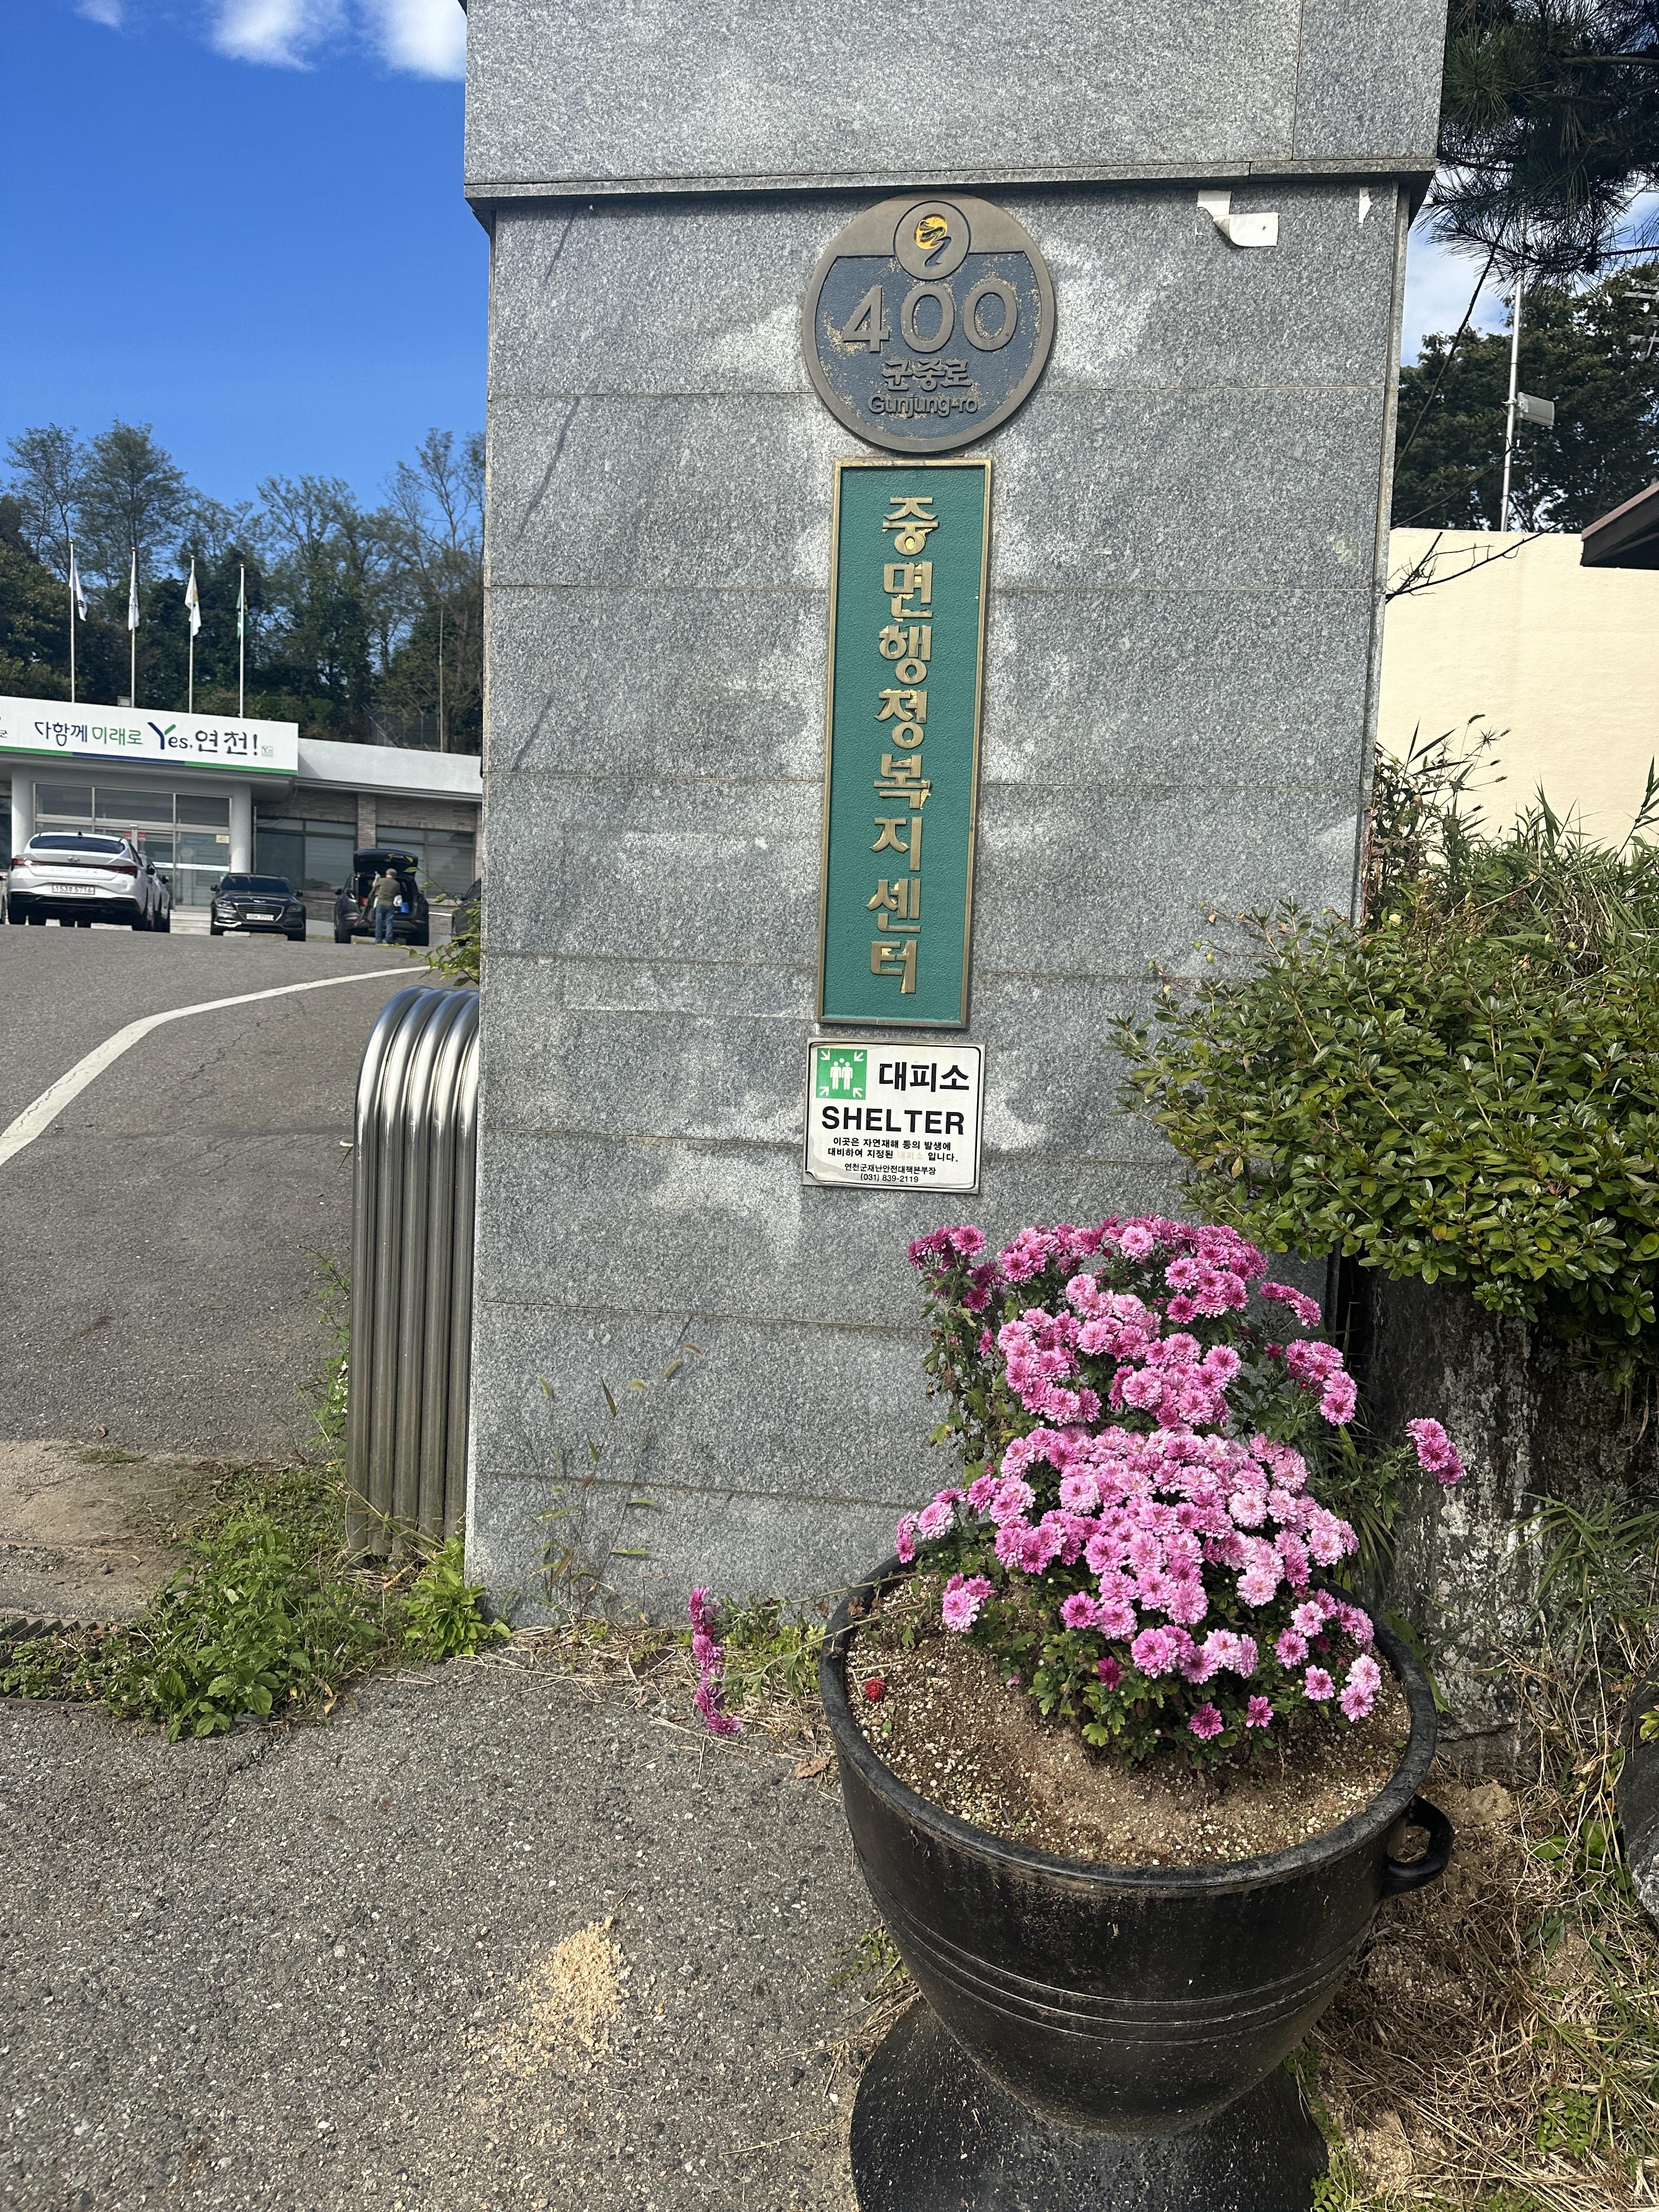 400
군중로
Gunjung-ro
중면행정복지센터
대피소
SHELTER
이곳은 자연재해 등의 발생에
대비하여 지정된 대피소 입니다.
연천군재난안전대책본부장
(031) 839-2119
다함께 미래로 Yes, 연천!